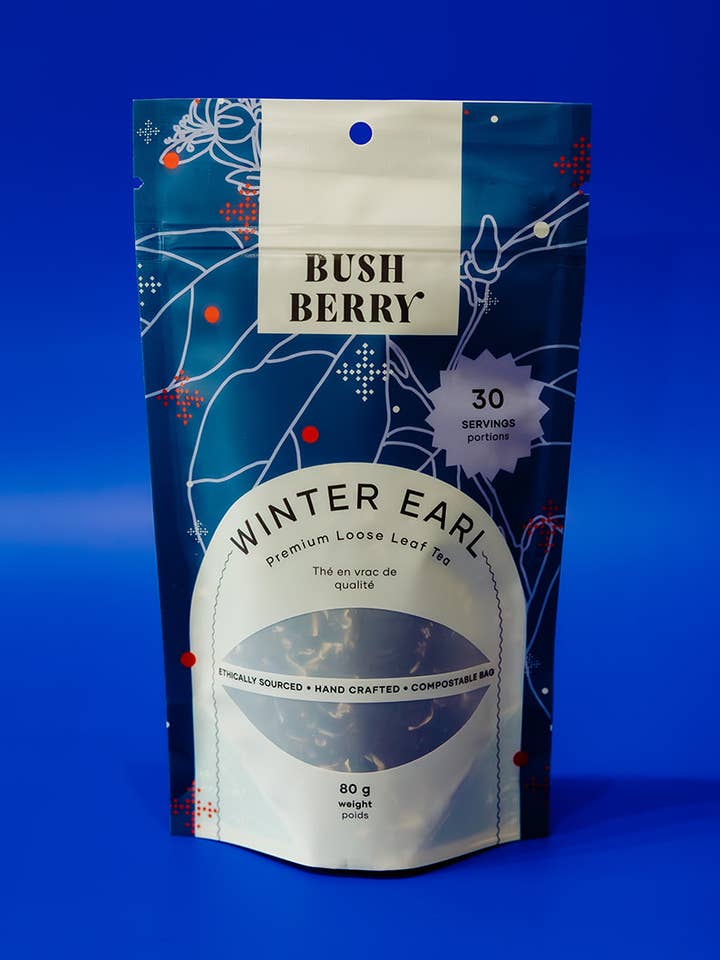 BUSH
BERRY
30
SERVINGS
portions
WINTER EARL
Premium Loose Leaf Tea
Thé en vrac de
qualité
ETHICALLY SOURCED • HAND CRAFTED • COMPOSTABLE BAG
80 g
weight
poids